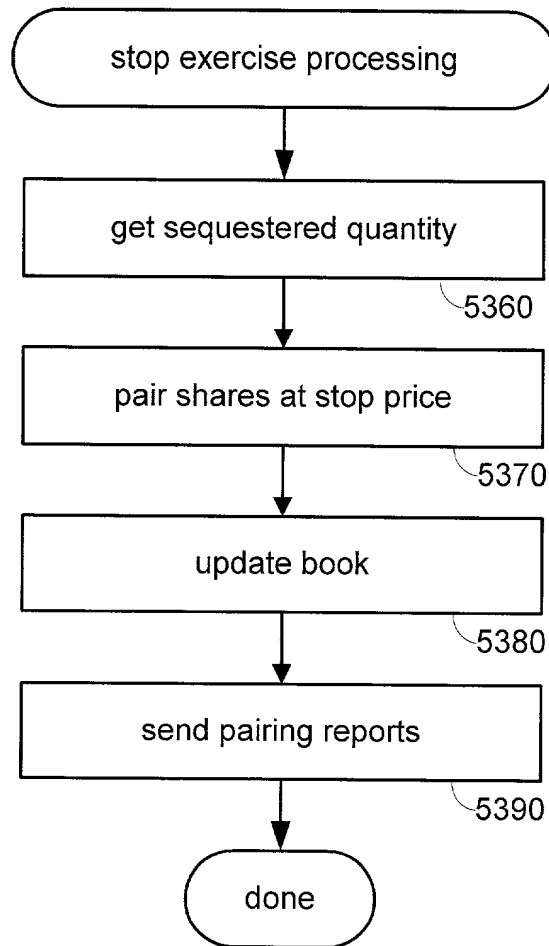 stop exercise processing
get sequestered quantity
5360
pair shares at stop price
5370
update book
5380
send pairing reports
5390
done